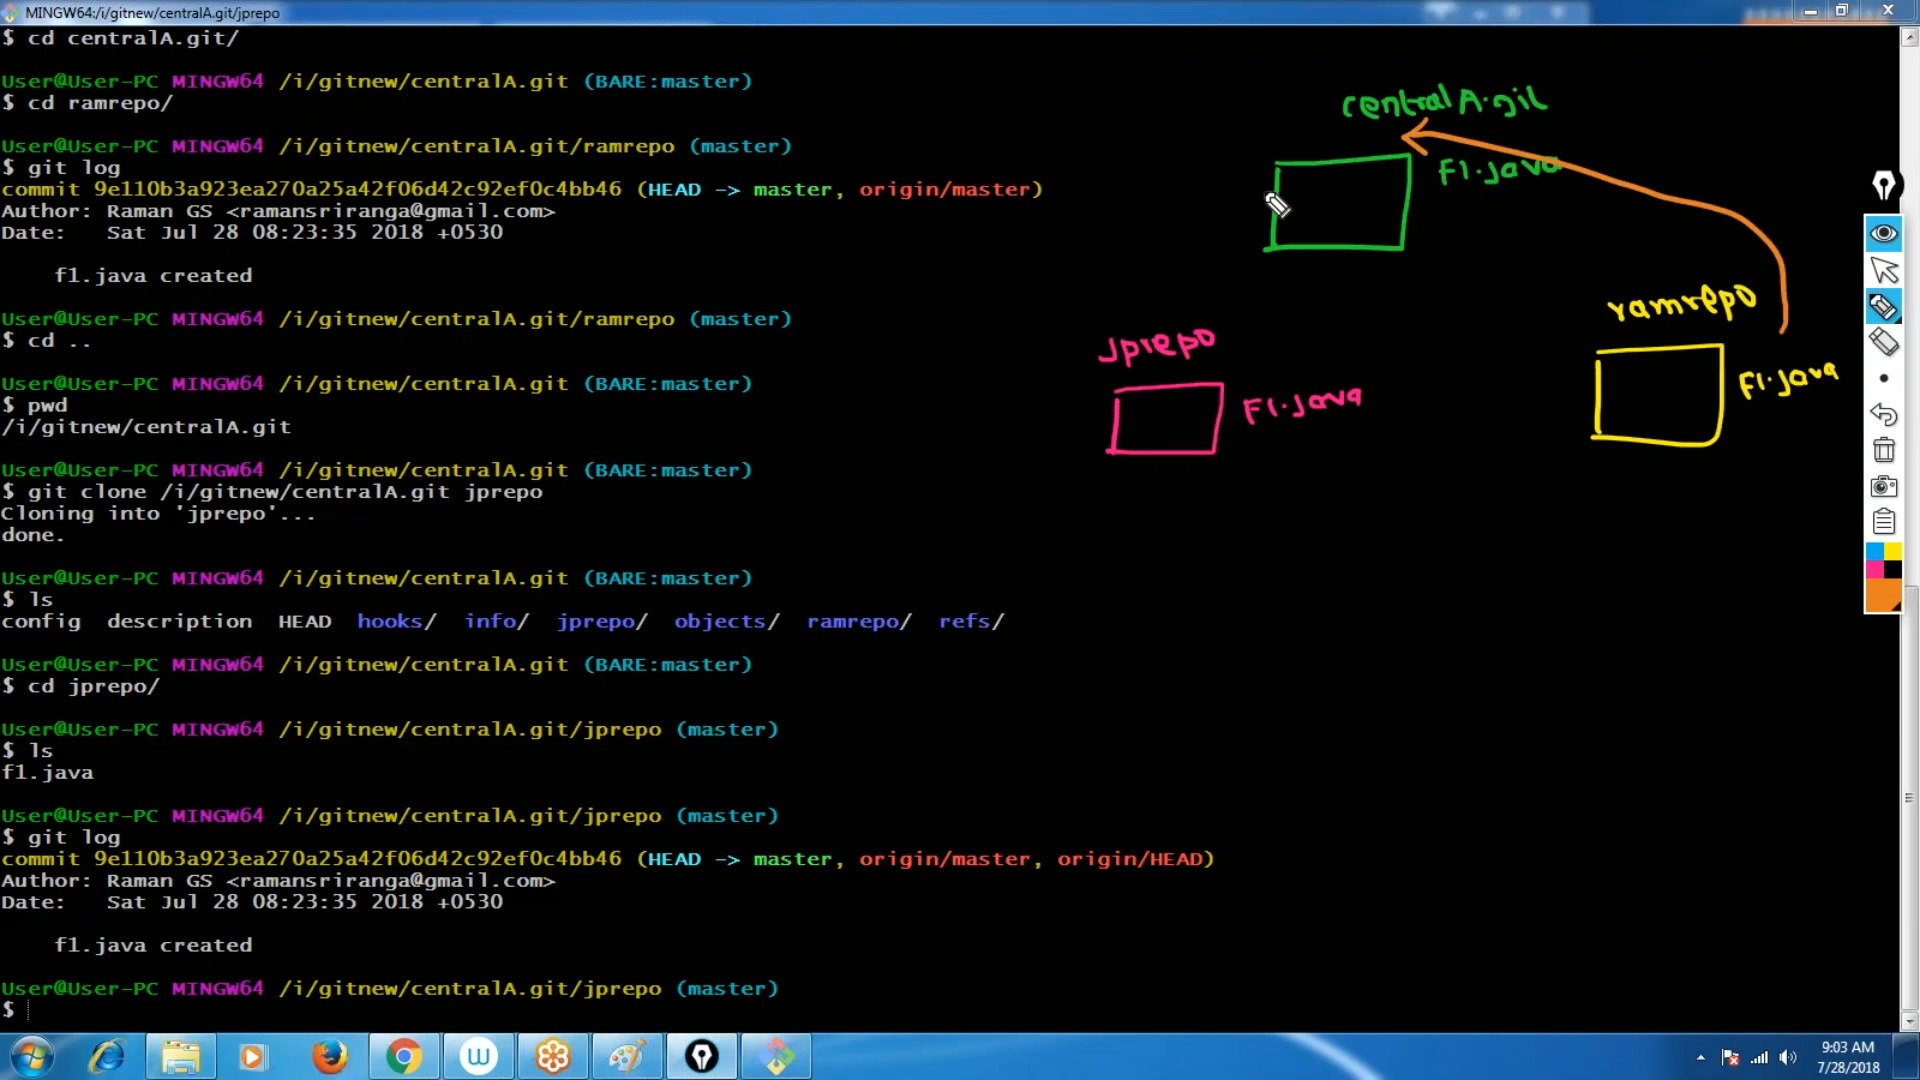 MINGW64:/i/gitnew/centralA.git/jprepo
$ cd centralA.git/
User@User-PC MINGW64 /i/gitnew/centralA.git (BARE:master)
$ cd ramrepo/
User@User-PC MINGW64 /i/gitnew/centralA.git/ramrepo (master)
$ git log
commit 9e110b3a923ea270a25a42f06d42c92ef0c4bb46 (HEAD -> master, origin/master)
Author: Raman GS <ramansriranga@gmail.com>
Date:   Sat Jul 28 08:23:35 2018 +0530
f1.java created
User@User-PC MINGW64 /i/gitnew/centralA.git/ramrepo (master)
$ cd ..
User@User-PC MINGW64 /i/gitnew/centralA.git (BARE:master)
$ pwd
/i/gitnew/centralA.git
User@User-PC MINGW64 /i/gitnew/centralA.git (BARE:master)
$ git clone /i/gitnew/centralA.git jprepo
Cloning into 'jprepo'...
done.
User@User-PC MINGW64 /i/gitnew/centralA.git (BARE:master)
$ ls
config  description  HEAD  hooks/  info/  jprepo/  objects/  ramrepo/  refs/
User@User-PC MINGW64 /i/gitnew/centralA.git (BARE:master)
$ cd jprepo/
User@User-PC MINGW64 /i/gitnew/centralA.git/jprepo (master)
$ ls
f1.java
User@User-PC MINGW64 /i/gitnew/centralA.git/jprepo (master)
$ git log
commit 9e110b3a923ea270a25a42f06d42c92ef0c4bb46 (HEAD -> master, origin/master, origin/HEAD)
Author: Raman GS <ramansriranga@gmail.com>
Date:   Sat Jul 28 08:23:35 2018 +0530
f1.java created
User@User-PC MINGW64 /i/gitnew/centralA.git/jprepo (master)
$
centralA.git
F1.java
ramrepo
F1.java
jprepo
F1.java
9:03 AM
7/28/2018